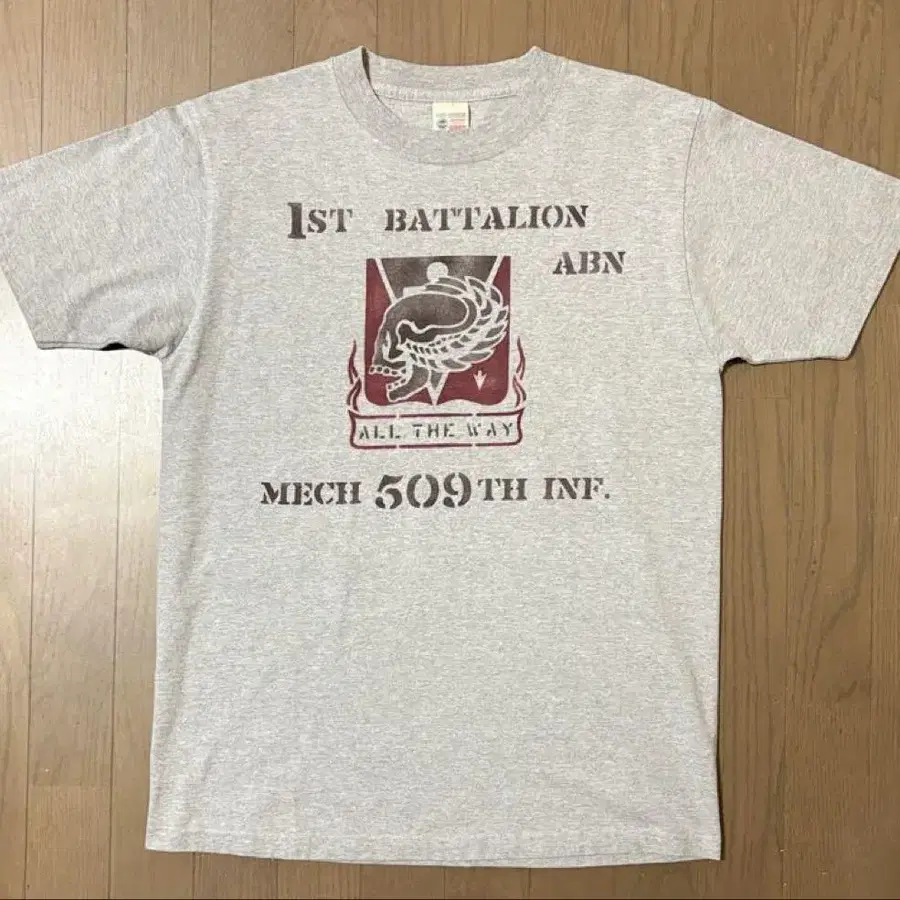 1ST BATTALION
ABN
ALL THE WAY
MECH 509TH INF.